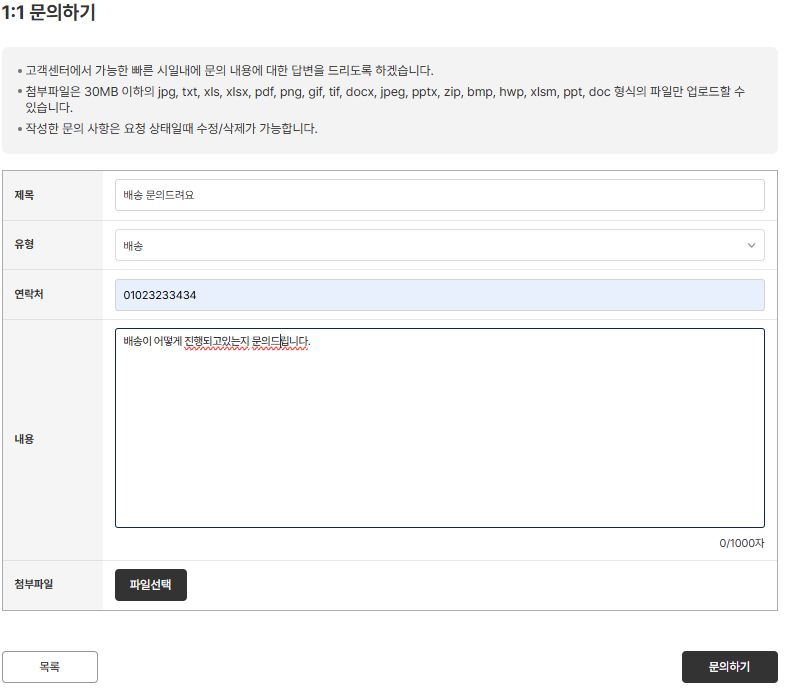 1:1 문의하기
• 고객센터에서 가능한 빠른 시일내에 문의 내용에 대한 답변을 드리도록 하겠습니다.
• 첨부파일은 30MB 이하의 jpg, txt, xls, xlsx, pdf, png, gif, tif, docx, jpeg, pptx, zip, bmp, hwp, xlsm, ppt, doc 형식의 파일만 업로드할 수
있습니다.
• 작성한 문의 사항은 요청 상태일때 수정/삭제가 가능합니다.
제목
배송 문의드려요
유형
배송
연락처
01023233434
내용
배송이 어떻게 진행되고있는지 문의드립니다.
0/1000자
첨부파일
파일선택
목록
문의하기